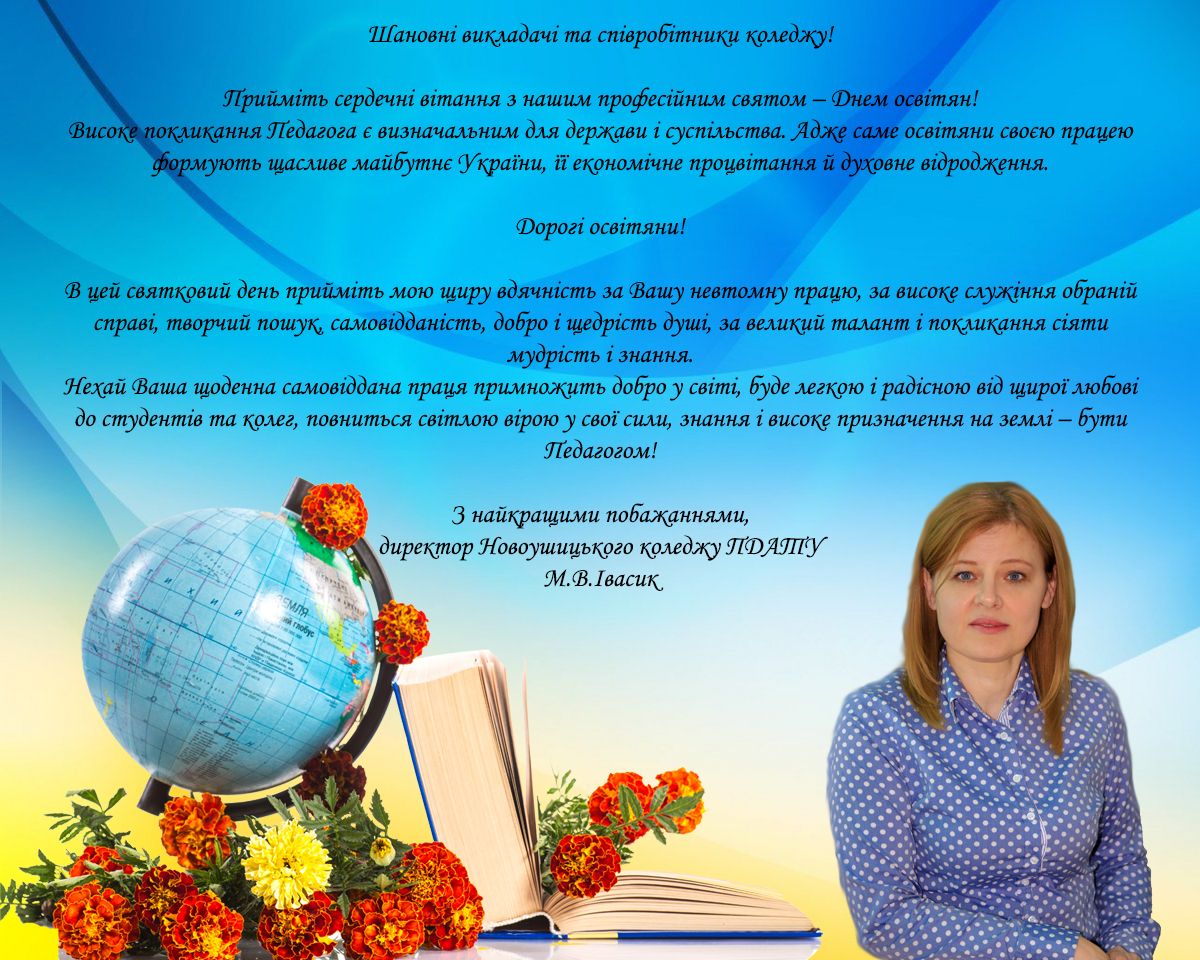 Шановні викладачі та співробітники коледжу!
Прийміть сердечні вітання з нашим професійним святом – Днем освітян!
Високе покликання Педагога є визначальним для держави і суспільства. Адже саме освітяни своєю працею
формують щасливе майбутнє України, її економічне процвітання й духовне відродження.
Дорогі освітяни!
В цей святковий день прийміть мою щиру вдячність за Вашу невтомну працю, за високе служіння обраній
справі, творчий пошук, самовідданість, добро і щедрість душі, за великий талант і покликання сіяти
мудрість і знання.
Нехай Ваша щоденна самовіддана праця примножить добро у світі, буде легкою і радісною від щирої любові
до студентів та колег, повниться світлою вірою у свої сили, знання і високе призначення на землі – бути
Педагогом!
З найкращими побажаннями,
директор Новоушицького коледжу ПДАТУ
М.В.Івасик
ЗЕМЛЯ
глобус